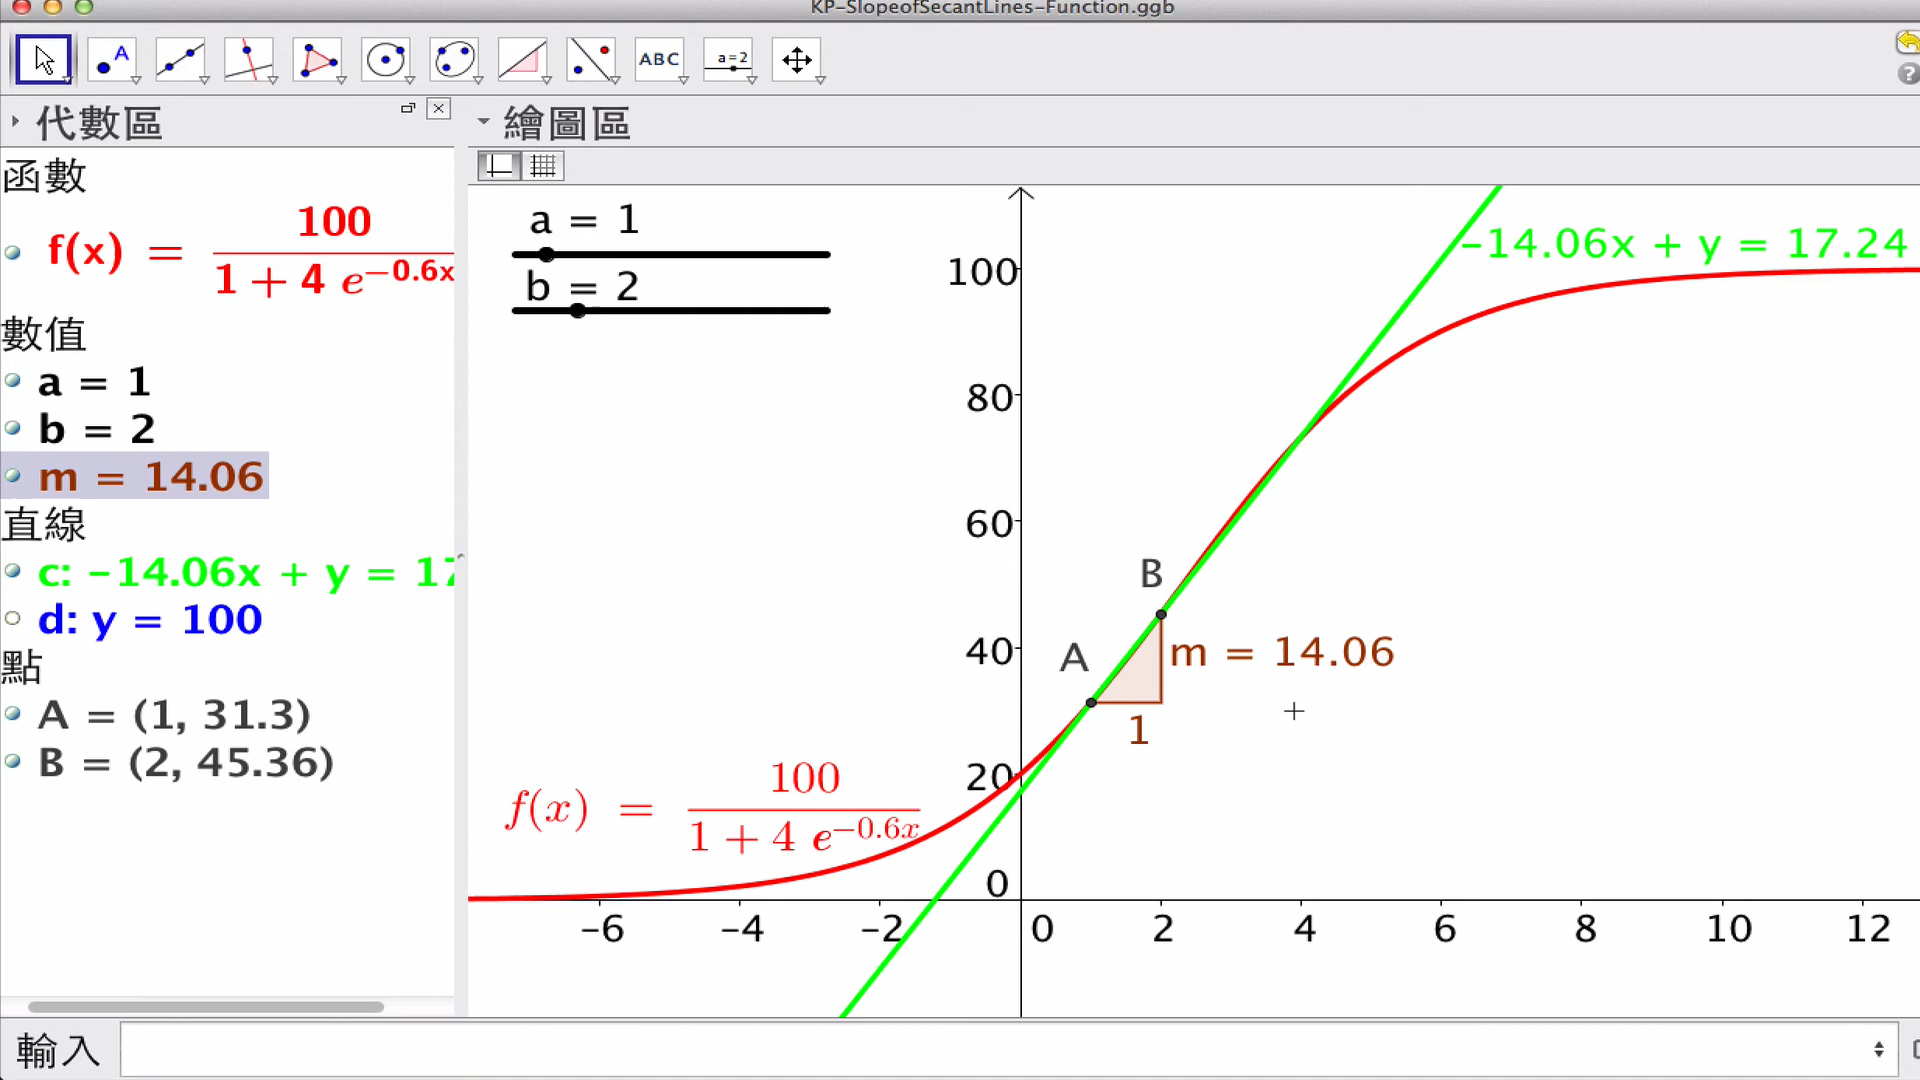 KP-SlopeofSecantLines-Function.ggb
A
ABC
a=2
?
代數區
繪圖區
函數
f(x) = 100 / 1 + 4 e^−0.6x
數值
a = 1
b = 2
m = 14.06
直線
c: −14.06x + y = 17
d: y = 100
點
A = (1, 31.3)
B = (2, 45.36)
a = 1
b = 2
−14.06x + y = 17.24
100
80
60
40
20
0
B
A
m = 14.06
1
f(x) = 100 / 1 + 4 e^−0.6x
−6 −4 −2 0 2 4 6 8 10 12
輸入